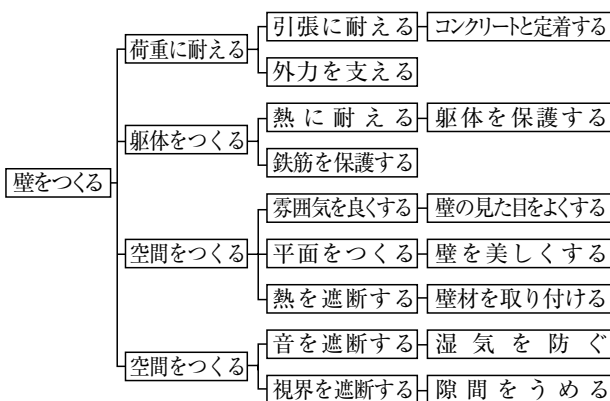 引張に耐える
コンクリートと定着する
荷重に耐える
外力を支える
熱に耐える
躯体を保護する
躯体をつくる
鉄筋を保護する
壁をつくる
雰囲気を良くする
壁の見た目をよくする
空間をつくる
平面をつくる
壁を美しくする
熱を遮断する
壁材を取り付ける
音を遮断する
湿気を防ぐ
空間をつくる
視界を遮断する
隙間をうめる